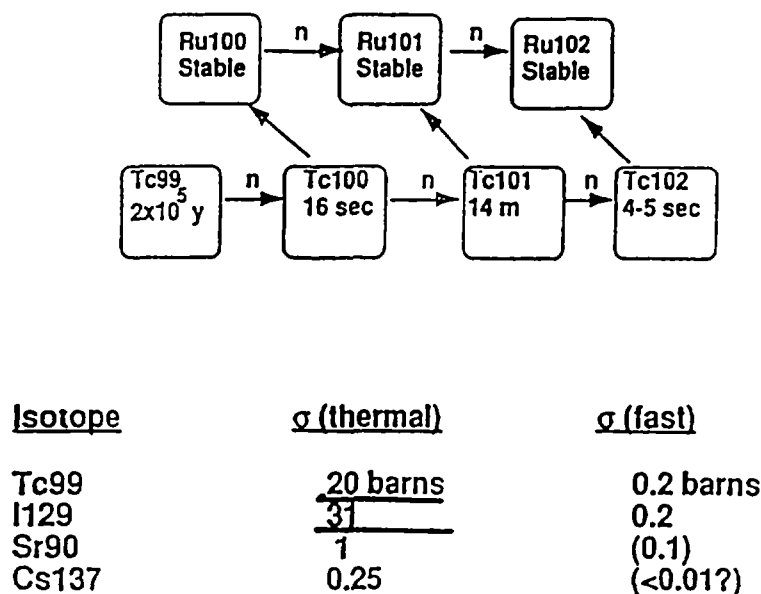 Ru100 n Ru101 n Ru102
Stable Stable Stable
Tc99 n Tc100 n Tc101 n Tc102
2x10^5 y 16 sec 14 m 4-5 sec
Isotope σ (thermal) σ (fast)
Tc99 20 barns 0.2 barns
I129 31 0.2
Sr90 1 (0.1)
Cs137 0.25 (<0.01?)